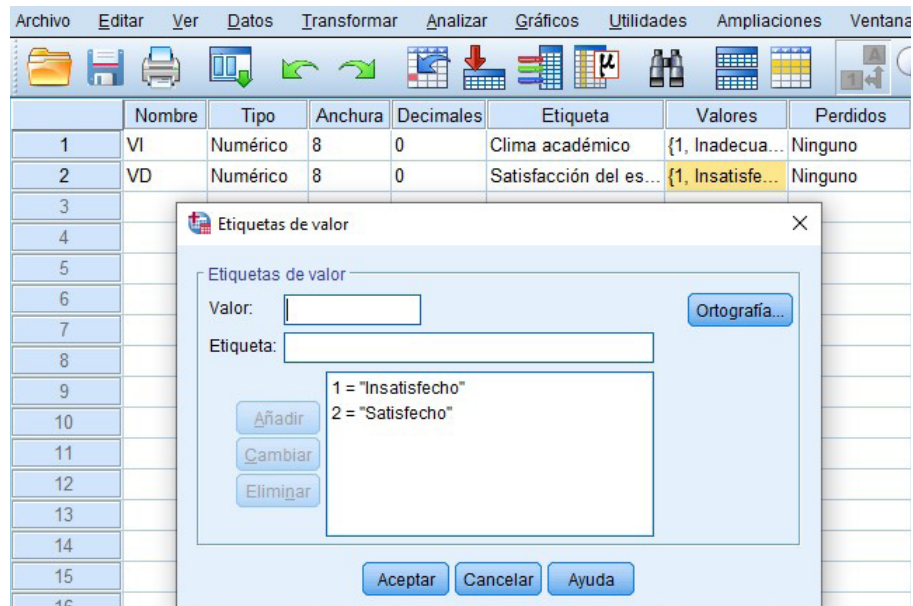 Archivo Editar Ver Datos Transformar Analizar Gráficos Utilidades Ampliaciones Ventana
A
1
μ
Nombre Tipo Anchura Decimales Etiqueta Valores Perdidos
1 VI Numérico 8 0 Clima académico {1, Inadecua... Ninguno
2 VD Numérico 8 0 Satisfacción del es... {1, Insatisfe... Ninguno
3
4
5
6
7
8
9
10
11
12
13
14
15
16
Etiquetas de valor
Etiquetas de valor
Valor:
Ortografía...
Etiqueta:
1 = "Insatisfecho"
2 = "Satisfecho"
Añadir
Cambiar
Eliminar
Aceptar Cancelar Ayuda